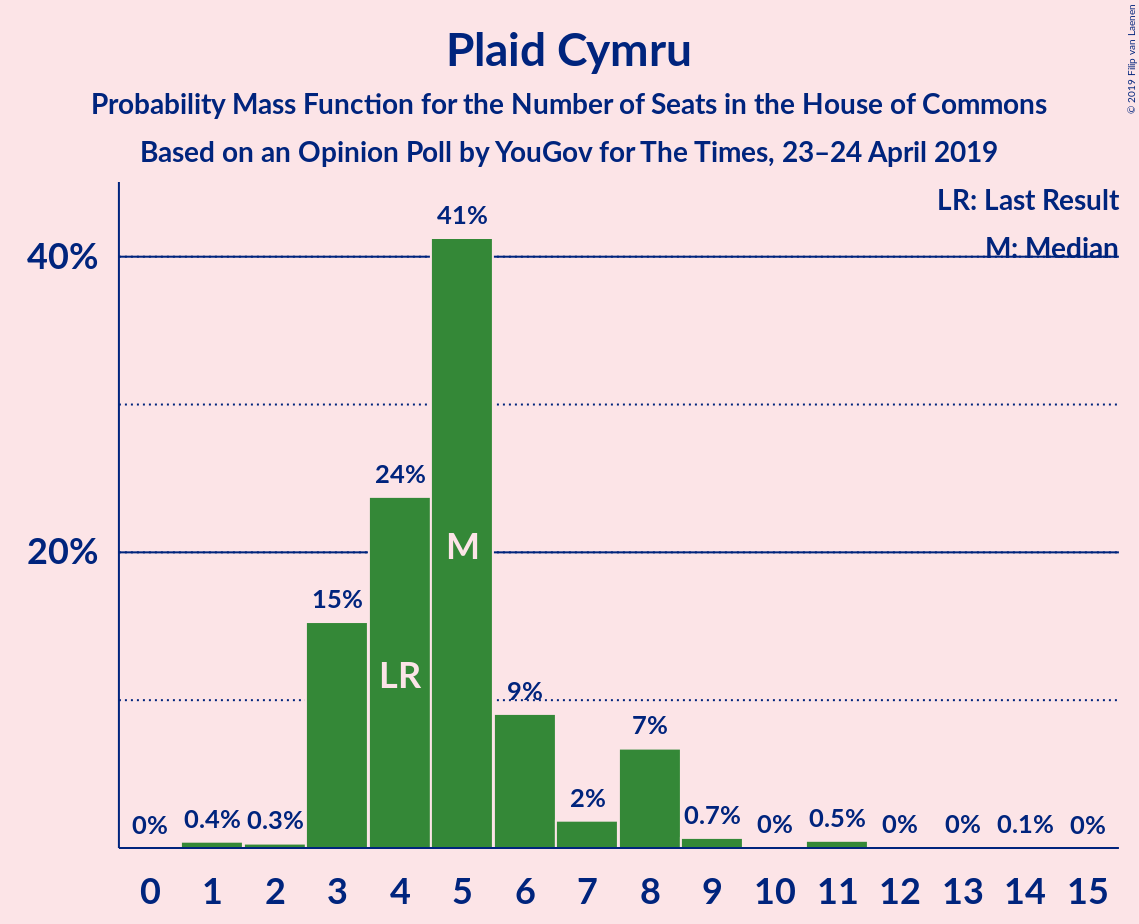 Plaid Cymru
Probability Mass Function for the Number of Seats in the House of Commons
Based on an Opinion Poll by YouGov for The Times, 23–24 April 2019
© 2019 Filip van Laenen
LR: Last Result
M: Median
40%
20%
0%
0.4%
0.3%
15%
24%
41%
9%
2%
7%
0.7%
0%
0.5%
0%
0%
0.1%
0%
LR
M
0 1 2 3 4 5 6 7 8 9 10 11 12 13 14 15